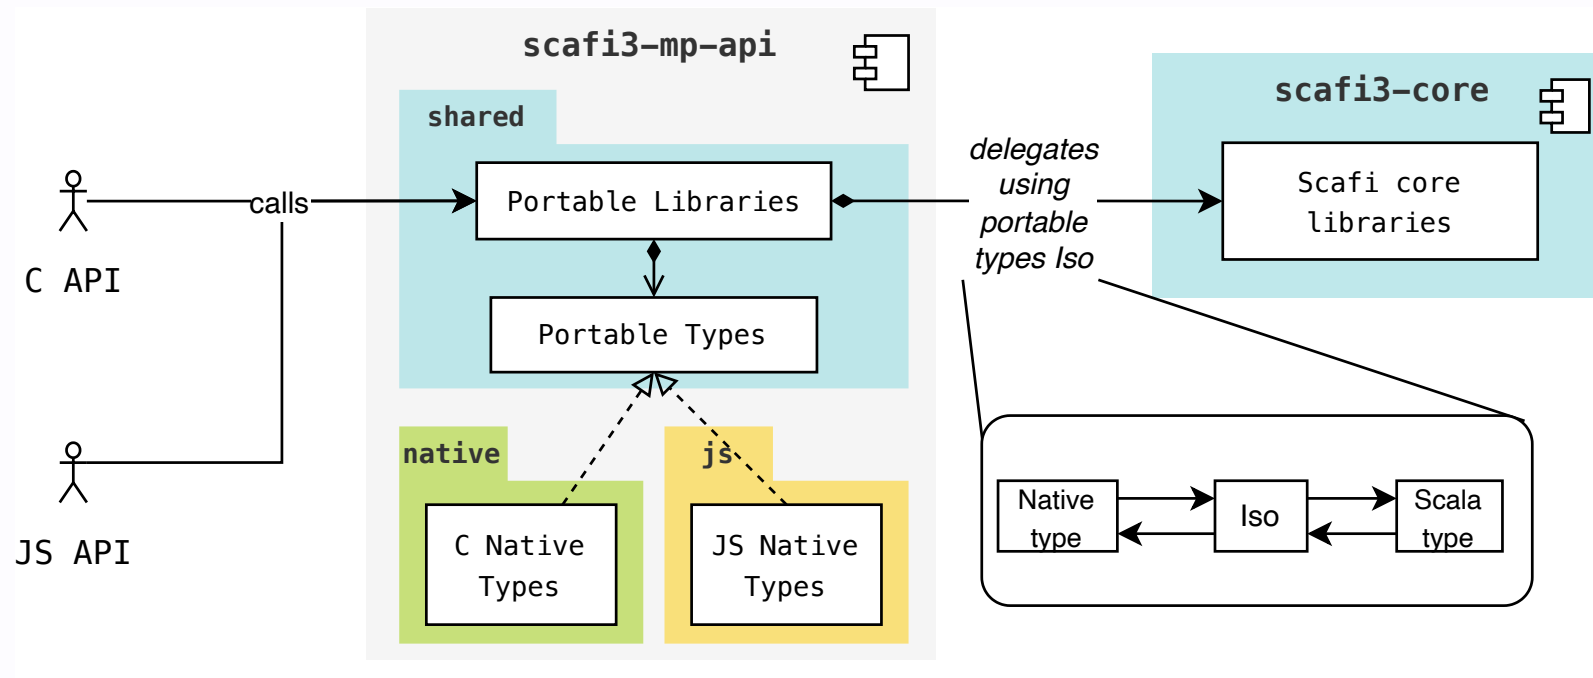 scafi3-mp-api
scafi3-core
shared
delegates
using
portable
types Iso
calls
Portable Libraries
Scafi core
libraries
C API
Portable Types
native
js
Native
type
Iso
Scala
type
C Native
Types
JS Native
Types
JS API